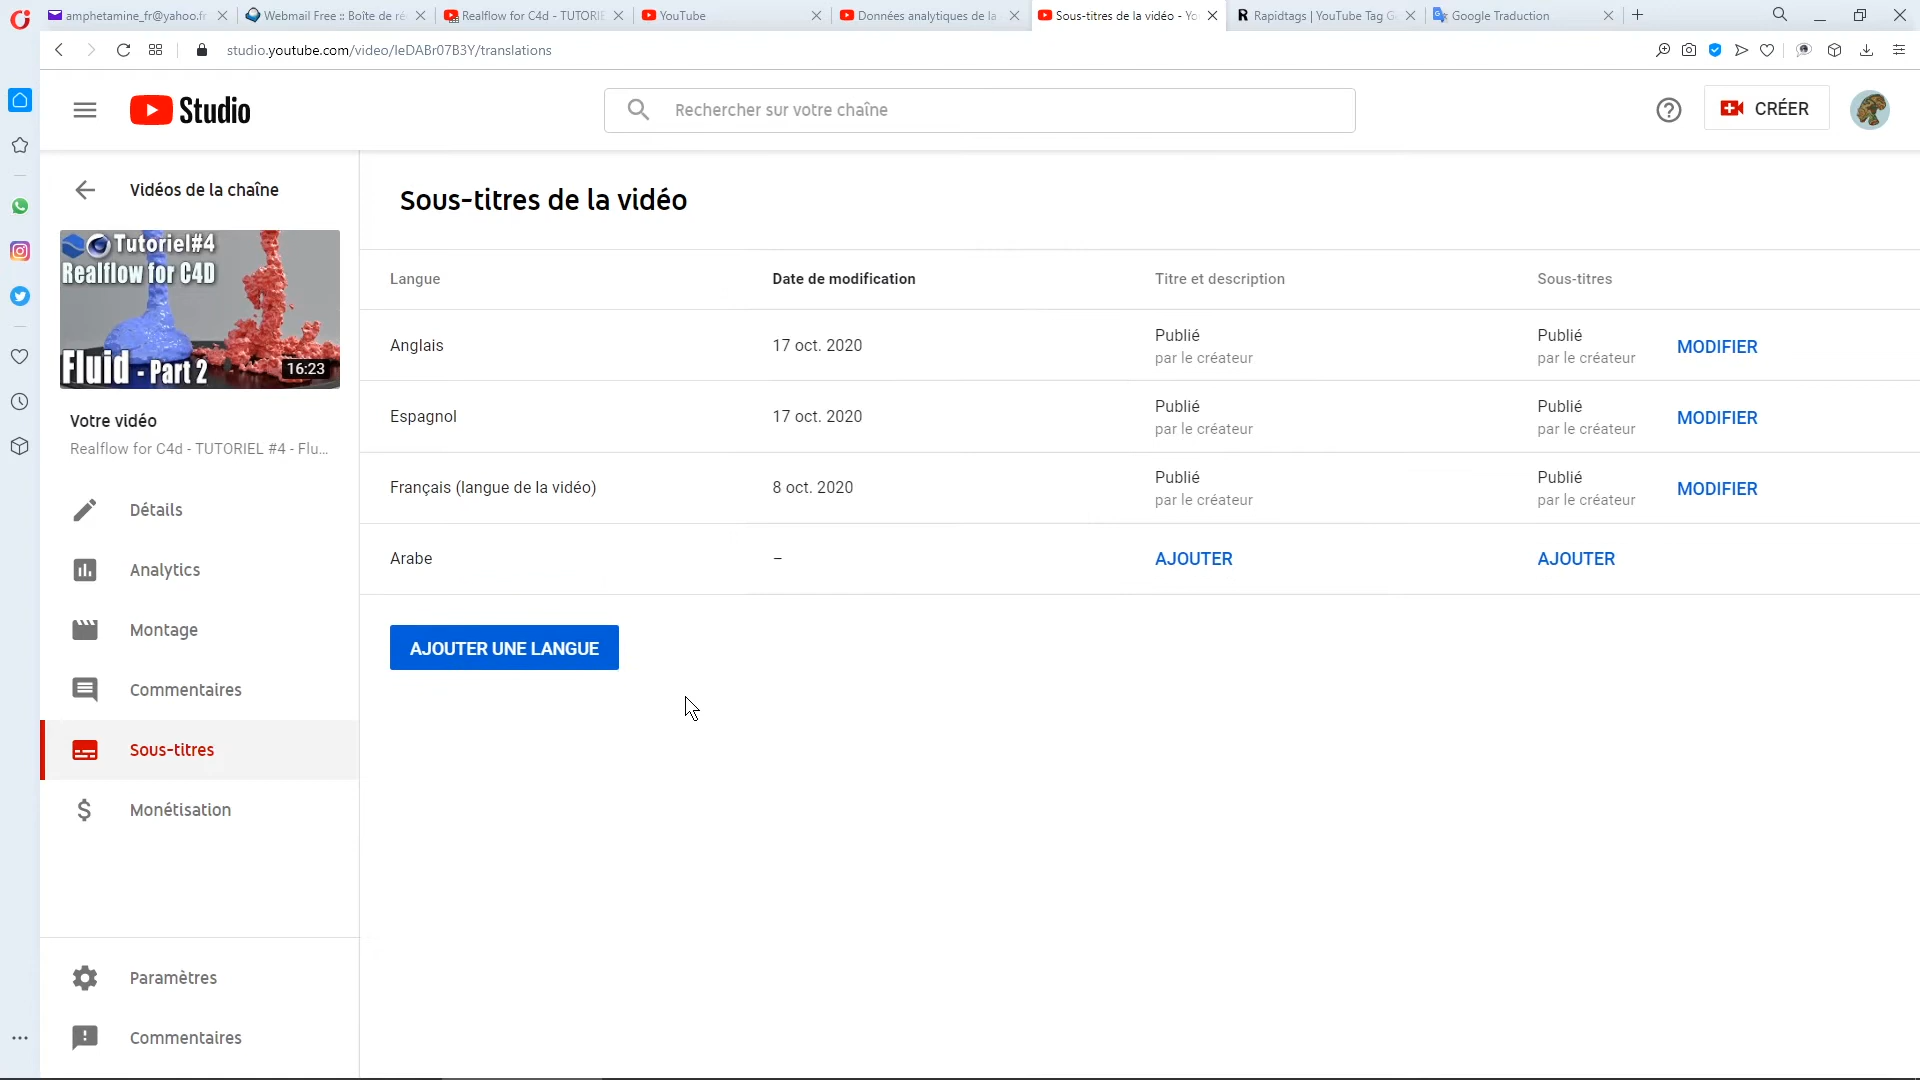 amphetamine_fr@yahoo.fr
Webmail Free :: Boîte de ré
Realflow for C4d - TUTORIE
YouTube
Données analytiques de la
Sous-titres de la vidéo - Yo
Rapidtags | YouTube Tag G
Google Traduction
studio.youtube.com/video/leDABr07B3Y/translations
Studio
Rechercher sur votre chaîne
CRÉER
Vidéos de la chaîne
Tutoriel#4
Realflow for C4D
Fluid - Part 2
16:23
Votre vidéo
Realflow for C4d - TUTORIEL #4 - Flu...
Détails
Analytics
Montage
Commentaires
Sous-titres
Monétisation
Paramètres
Commentaires
Sous-titres de la vidéo
Langue Date de modification Titre et description Sous-titres
Anglais 17 oct. 2020 Publié par le créateur Publié par le créateur MODIFIER
Espagnol 17 oct. 2020 Publié par le créateur Publié par le créateur MODIFIER
Français (langue de la vidéo) 8 oct. 2020 Publié par le créateur Publié par le créateur MODIFIER
Arabe – AJOUTER AJOUTER
AJOUTER UNE LANGUE